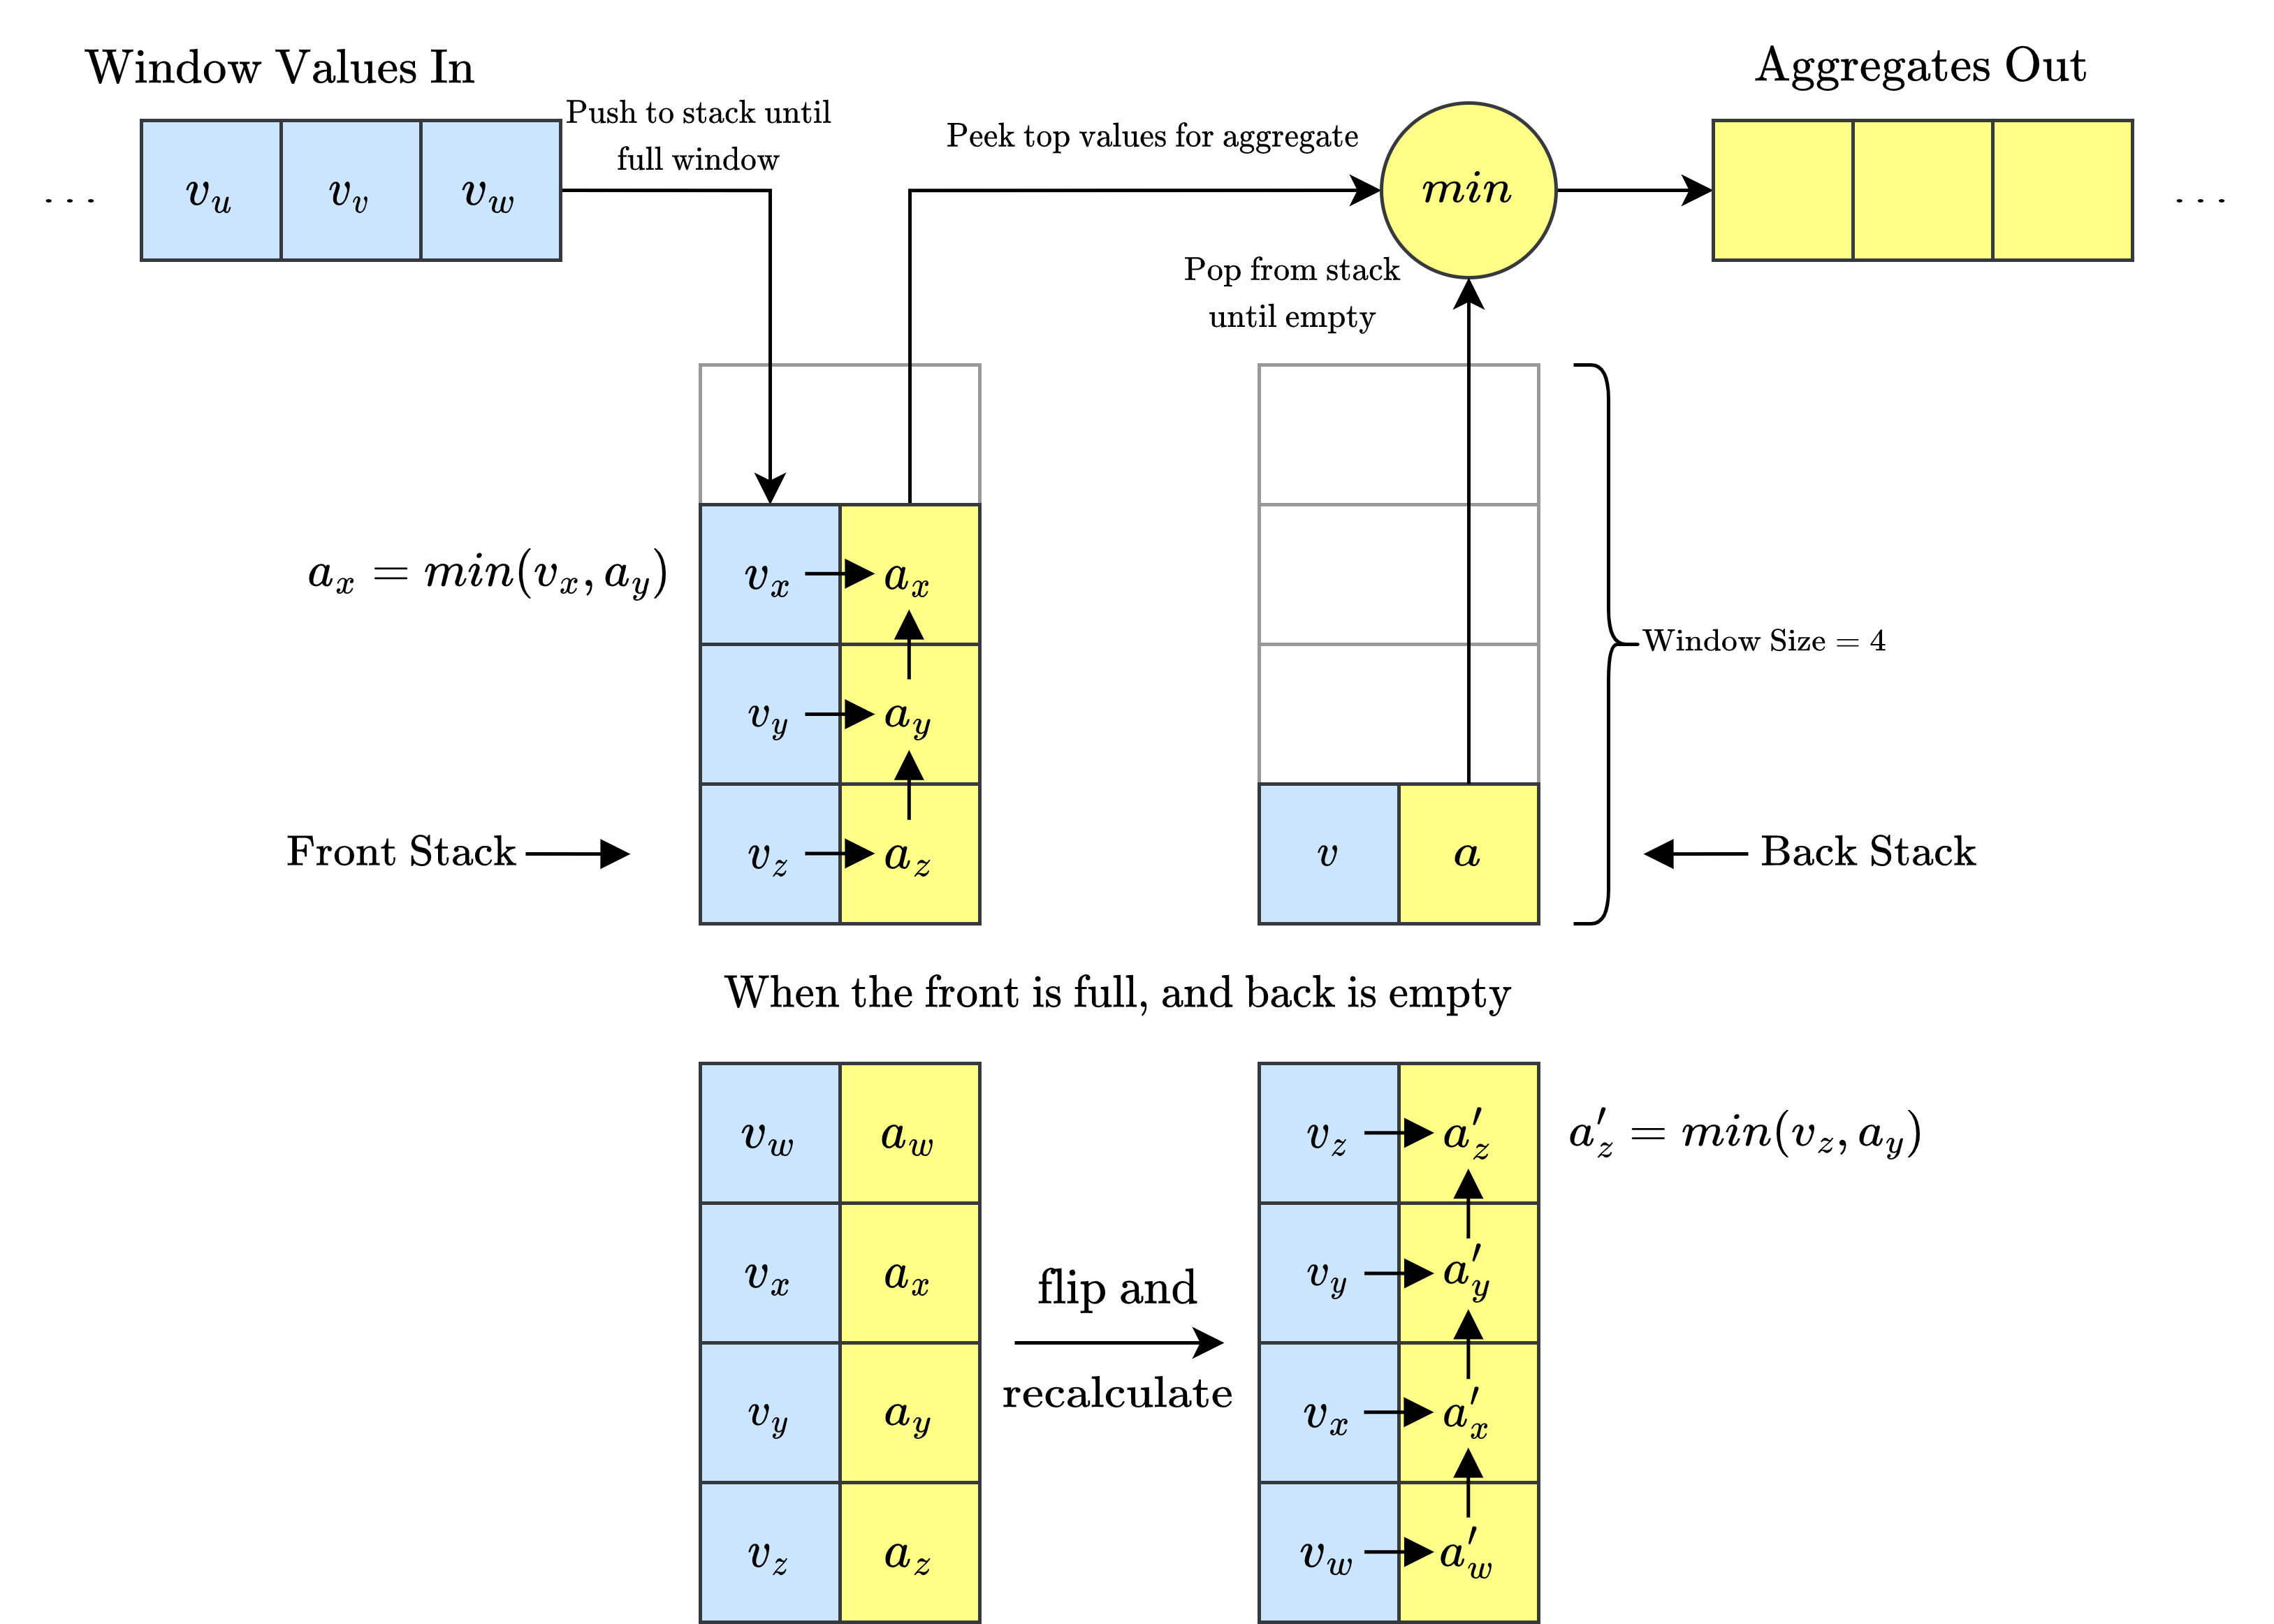 Window Values In
Aggregates Out
Push to stack until
full window
Peek top values for aggregate
. . .
v_u
v_v
v_w
min
. . .
Pop from stack
until empty
a_x = min(v_x, a_y)
v_x
a_x
Window Size = 4
v_y
a_y
Front Stack
v_z
a_z
v
a
Back Stack
When the front is full, and back is empty
v_w
a_w
v_z
a'_z
a'_z = min(v_z, a_y)
v_x
a_x
flip and
recalculate
v_y
a'_y
v_y
a_y
v_x
a'_x
v_z
a_z
v_w
a'_w